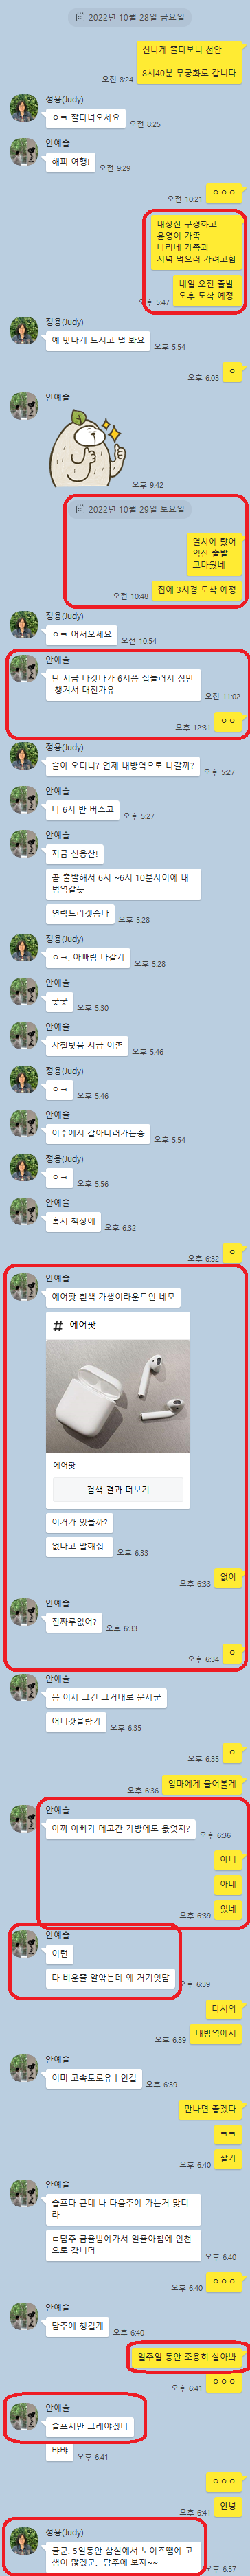 2022년 10월 28일 금요일
신나게 졸다보니 천안
8시40분 무궁화로 갑니다
오전 8:24
정용(Judy)
ㅇㅋ 잘다녀오세요
오전 8:25
안예슬
해피 여행!
오전 9:29
ㅇㅇㅇ
오전 10:21
내장산 구경하고
윤영이 가족
나리네 가족과
저녁 먹으러 가려고함
내일 오전 출발
오후 도착 예정
오후 5:47
정용(Judy)
예 맛나게 드시고 낼 봐요
오후 5:54
ㅇ
오후 6:03
안예슬
오후 9:42
2022년 10월 29일 토요일
열차에 탔어
익산 출발
고마웠네
집에 3시경 도착 예정
오전 10:48
정용(Judy)
ㅇㅋ 어서오세요
오전 10:54
안예슬
난 지금 나갓다가 6시쯤 집들러서 짐만
챙겨서 대전가유
오전 11:02
ㅇㅇ
오후 12:31
정용(Judy)
슬아 오디니? 언제 내방역으로 나갈까?
오후 5:27
안예슬
나 6시 반 버스고
오후 5:27
안예슬
지금 신용산!
곧 출발해서 6시 ~6시 10분사이에 내
방역갈듯
연락드리겟슴다
오후 5:28
정용(Judy)
ㅇㅋ. 아빠랑 나갈게
오후 5:28
안예슬
굿굿
오후 5:30
안예슬
쟈철탓음 지금 이촌
오후 5:46
정용(Judy)
ㅇㅋ
오후 5:46
안예슬
이수에서 갈아타러가는중
오후 5:54
정용(Judy)
ㅇㅋ
오후 5:56
안예슬
혹시 책상에
오후 6:32
ㅇ
오후 6:32
안예슬
에어팟 흰색 가생이라운드인 네모
# 에어팟
에어팟
검색 결과 더보기
이거가 있을까?
없다고 말해줘..
오후 6:33
없어
오후 6:33
안예슬
진짜루없어?
오후 6:33
ㅇ
오후 6:34
안예슬
음 이제 그건 그거대로 문제군
어디갓을랑가
오후 6:35
ㅇ
오후 6:35
엄마에게 물어볼게
오후 6:36
안예슬
아까 아빠가 메고간 가방에도 없엇지?
오후 6:36
아니
아네
있네
오후 6:39
안예슬
이런
다 비운줄 알앆는데 왜 거기잇담
오후 6:39
다시와
내방역에서
오후 6:39
안예슬
이미 고속도로유ㅣ인걸
오후 6:39
만나면 좋겠다
ㅋㅋ
잘가
오후 6:40
안예슬
슬프다 근데 나 다음주에 가는거 맞더
라
ㄷ담주 금욜밤에가서 일욜아침에 인천
으로 갑니더
오후 6:40
ㅇㅇㅇ
오후 6:40
안예슬
담주에 챙길게
오후 6:40
일주일 동안 조용히 살아봐
ㅇㅇㅇ
오후 6:41
안예슬
슬프지만 그래야겠다
뱌뱌
오후 6:41
ㅇㅇㅇ
안녕
오후 6:41
정용(Judy)
글쿤. 5일동안 삼실에서 노이즈땜에 고
생이 많겠군. 담주에 보자~~
오후 6:57